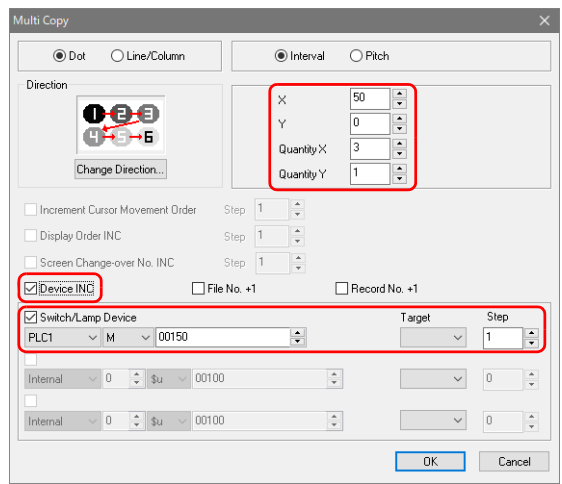 Multi Copy
Dot Line/Column Interval Pitch
Direction
1 2 3
4 5 6
Change Direction...
X 50
Y 0
Quantity X 3
Quantity Y 1
Increment Cursor Movement Order Step 1
Display Order INC Step 1
Screen Change-over No. INC Step 1
Device INC File No. +1 Record No. +1
Switch/Lamp Device Target Step
PLC1 M 00150 1
Internal 0 $u 00100 0
Internal 0 $u 00100 0
OK Cancel